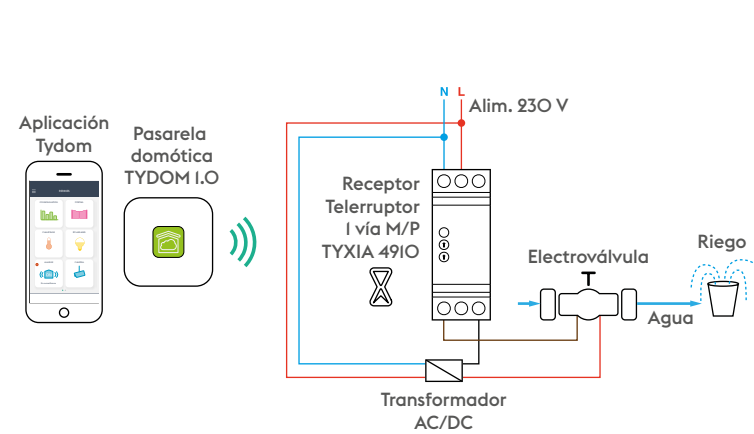 N L
Alim. 230 V
Aplicación
Tydom
Pasarela
domótica
TYDOM 1.0
Receptor
Telerruptor
1 vía M/P
TYXIA 4910
Electroválvula
Riego
Agua
Transformador
AC/DC